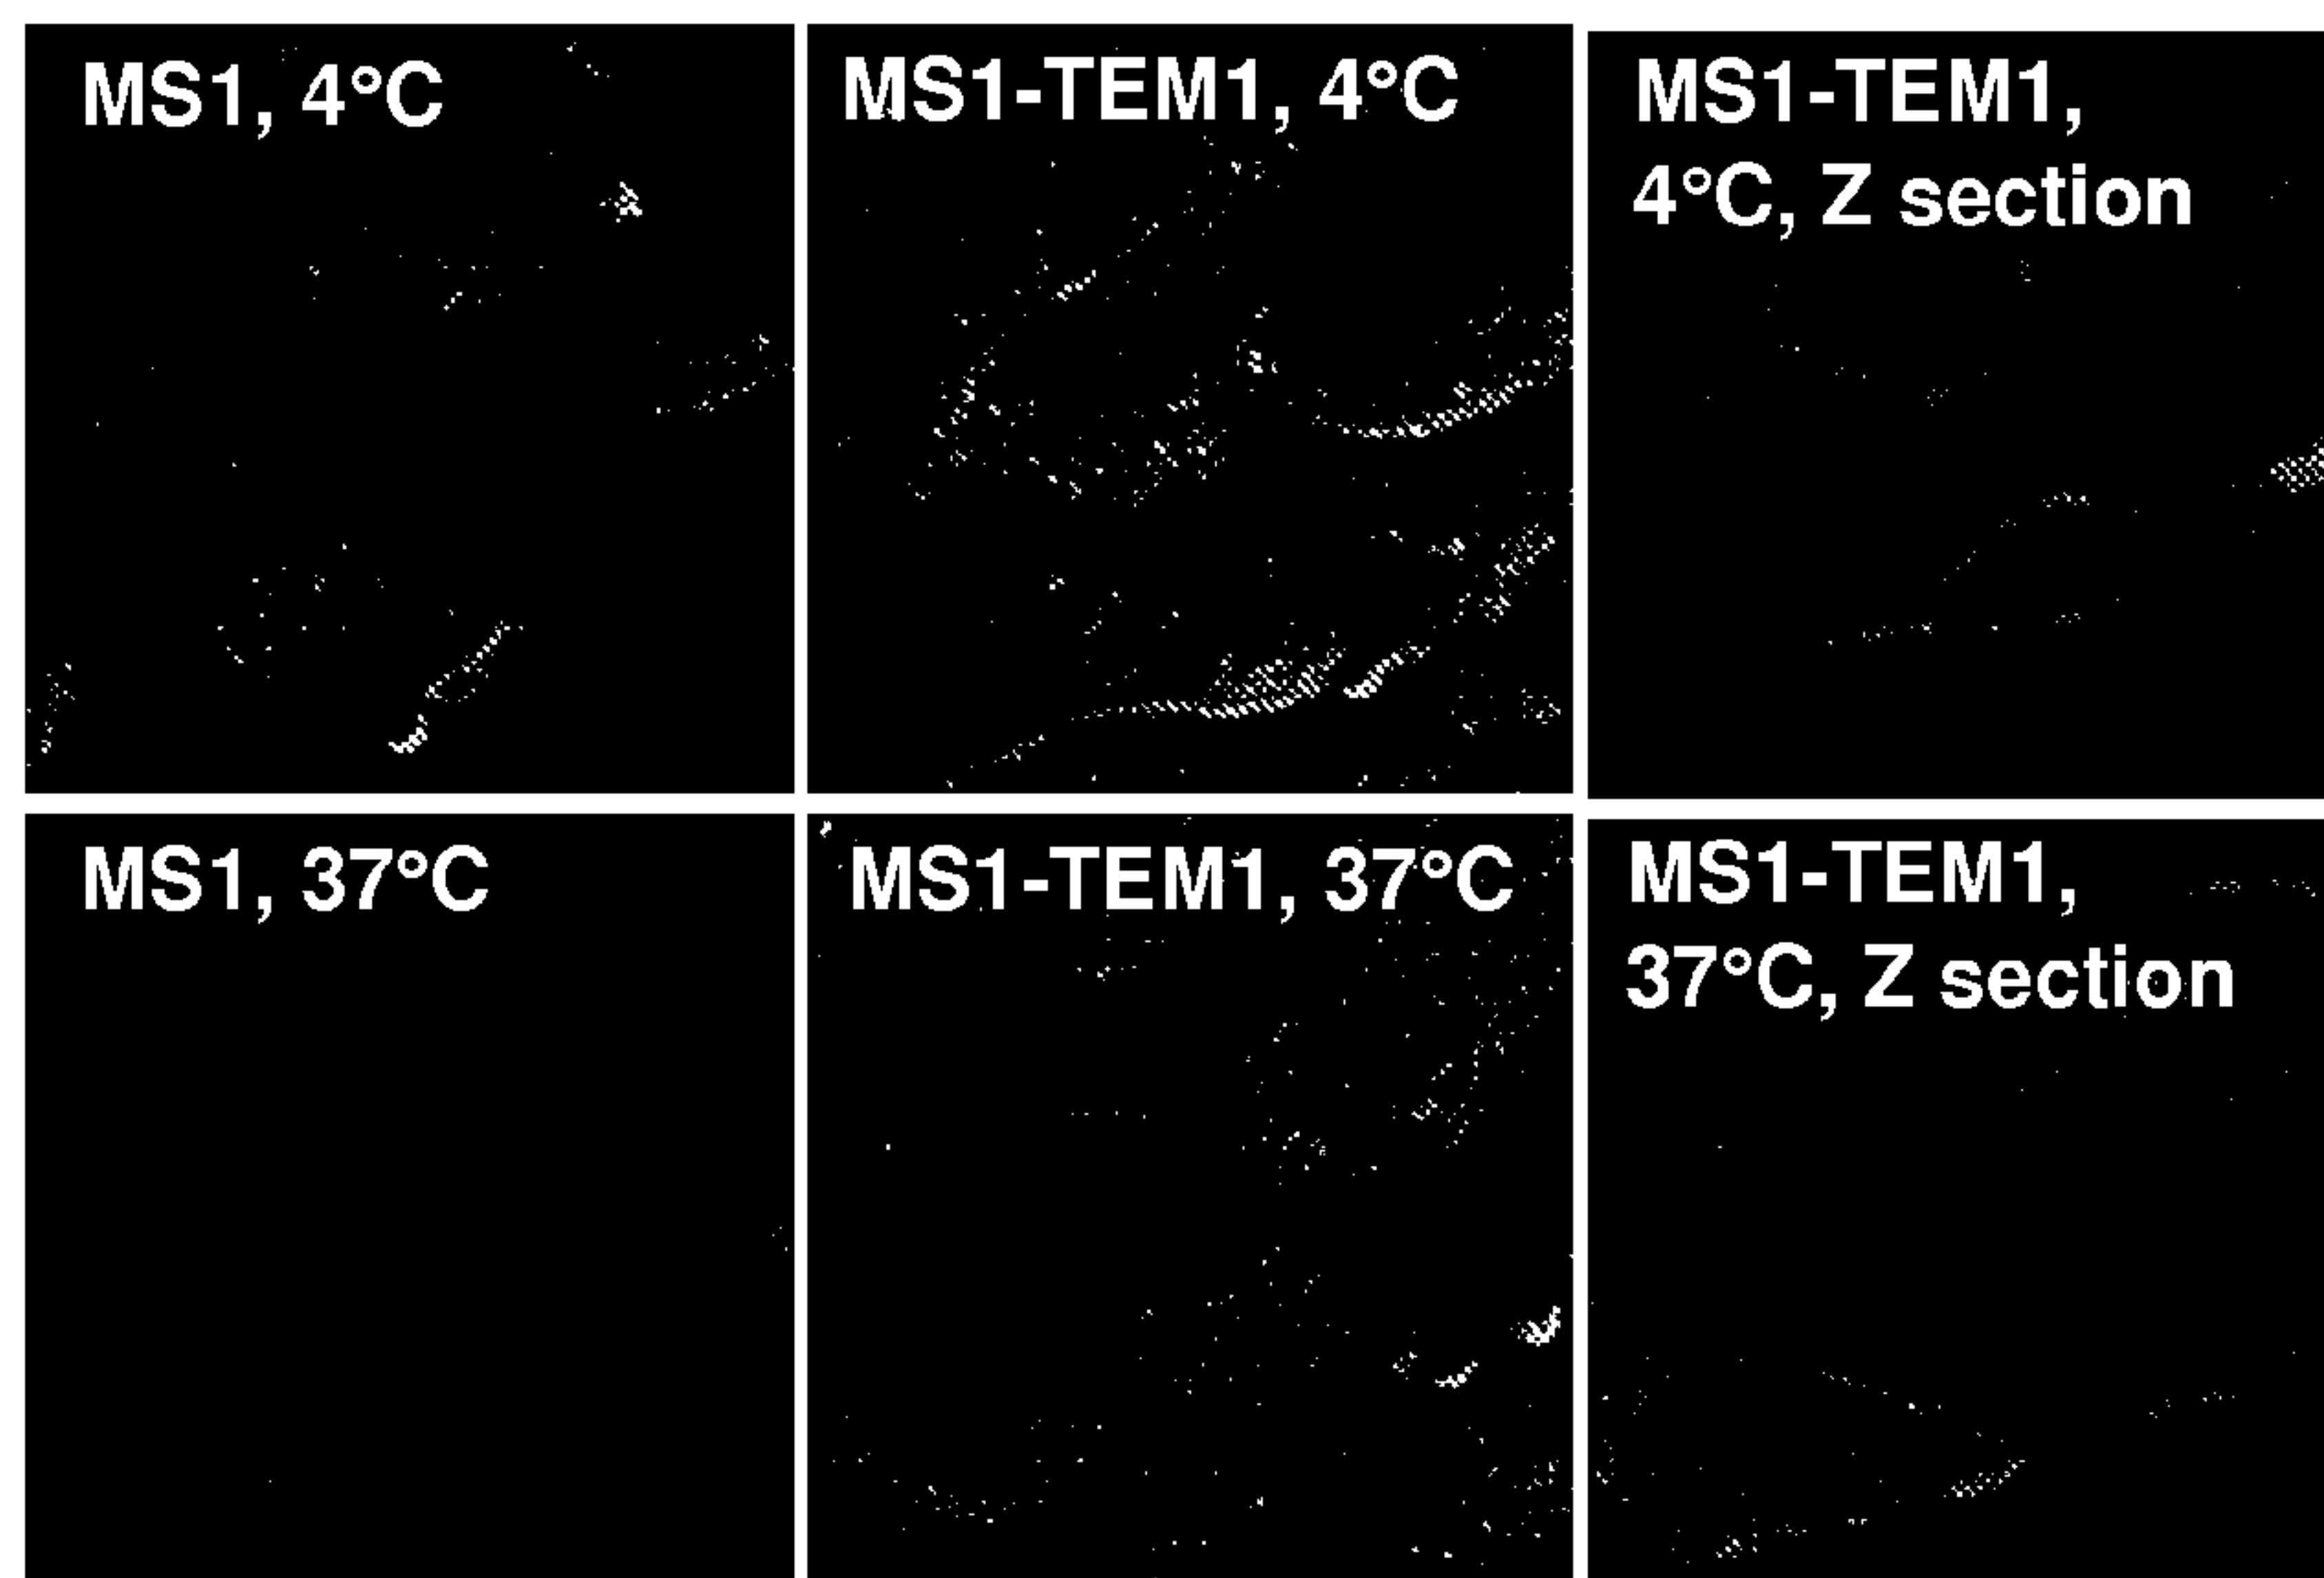 MS1, 4°C
MS1-TEM1, 4°C
MS1-TEM1,
4°C, Z section
MS1, 37°C
MS1-TEM1, 37°C
MS1-TEM1,
37°C, Z section